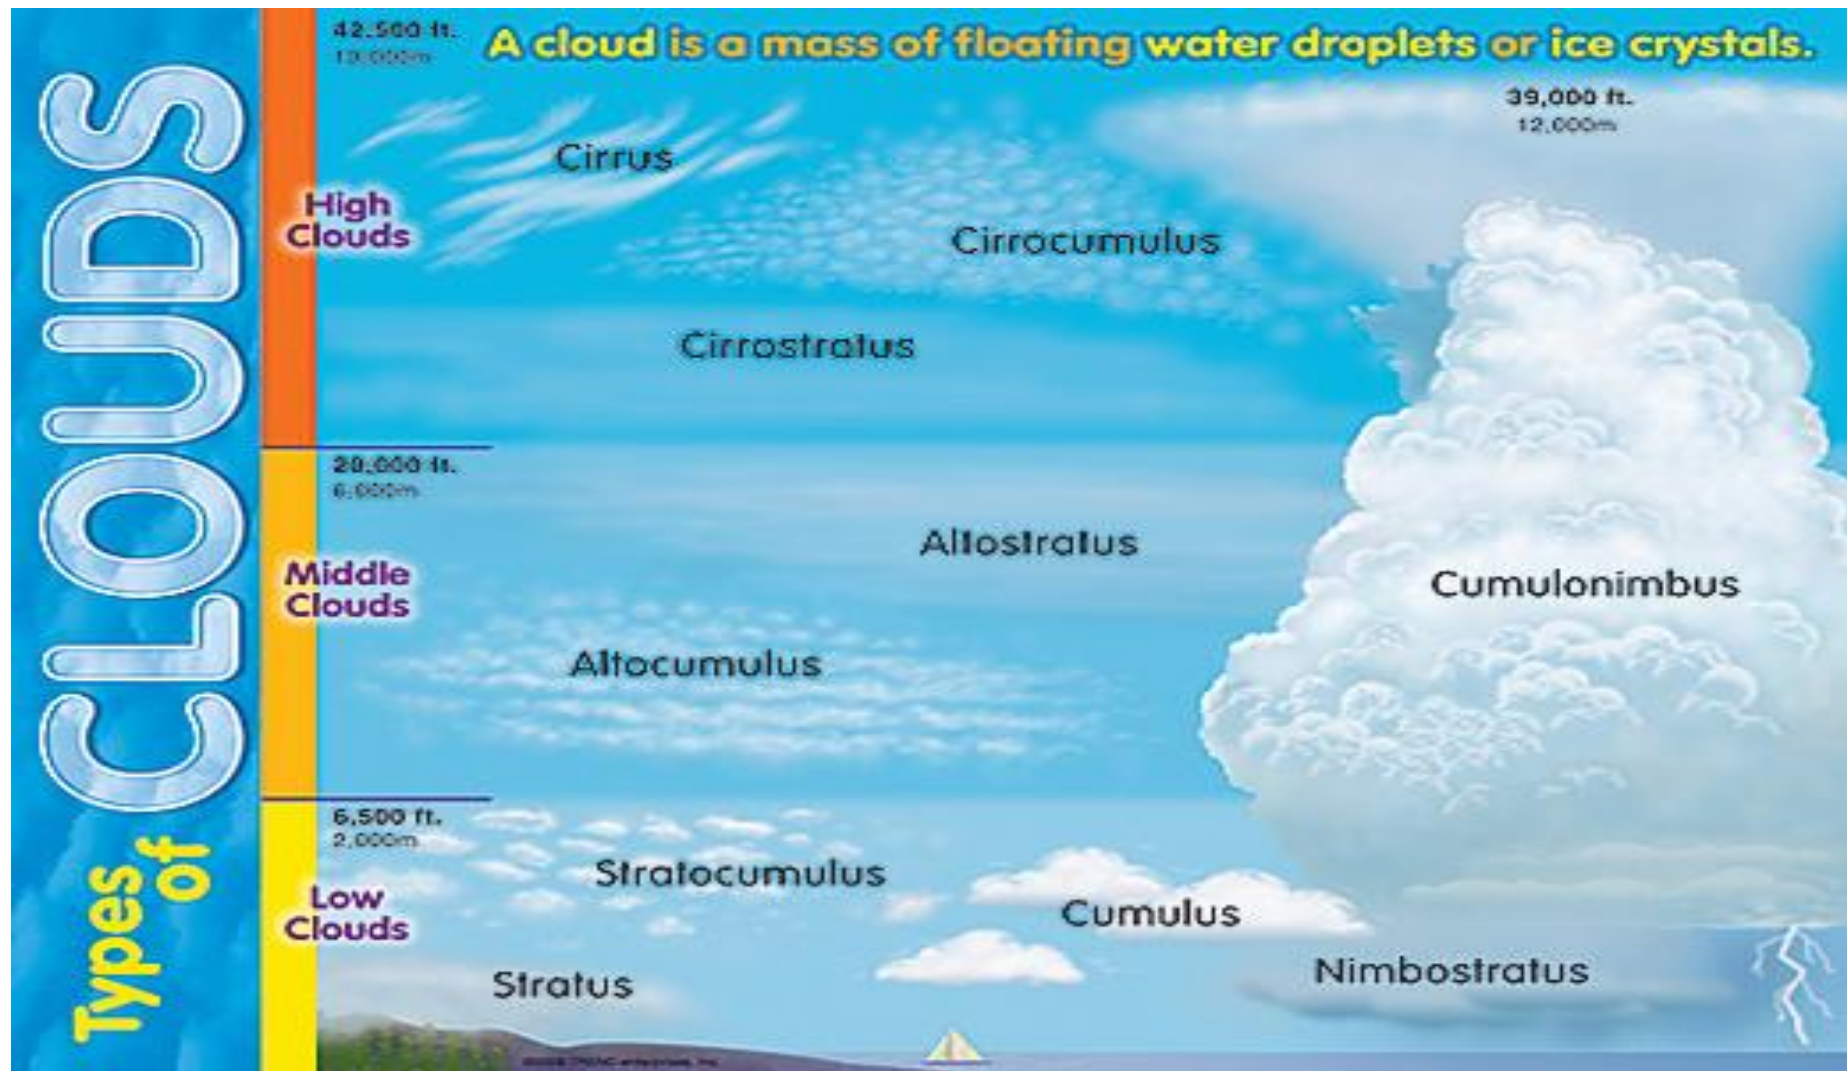 Types of
CLOUDS
42,500 ft.
A cloud is a mass of floating water droplets or ice crystals.
39,000 ft.
12,000m
Cirrus
High
Clouds
Cirrocumulus
Cirrostratus
20,000 ft.
6,000m
Altostratus
Middle
Clouds
Cumulonimbus
Altocumulus
6,500 ft.
2,000m
Stratocumulus
Low
Clouds
Cumulus
Nimbostratus
Stratus